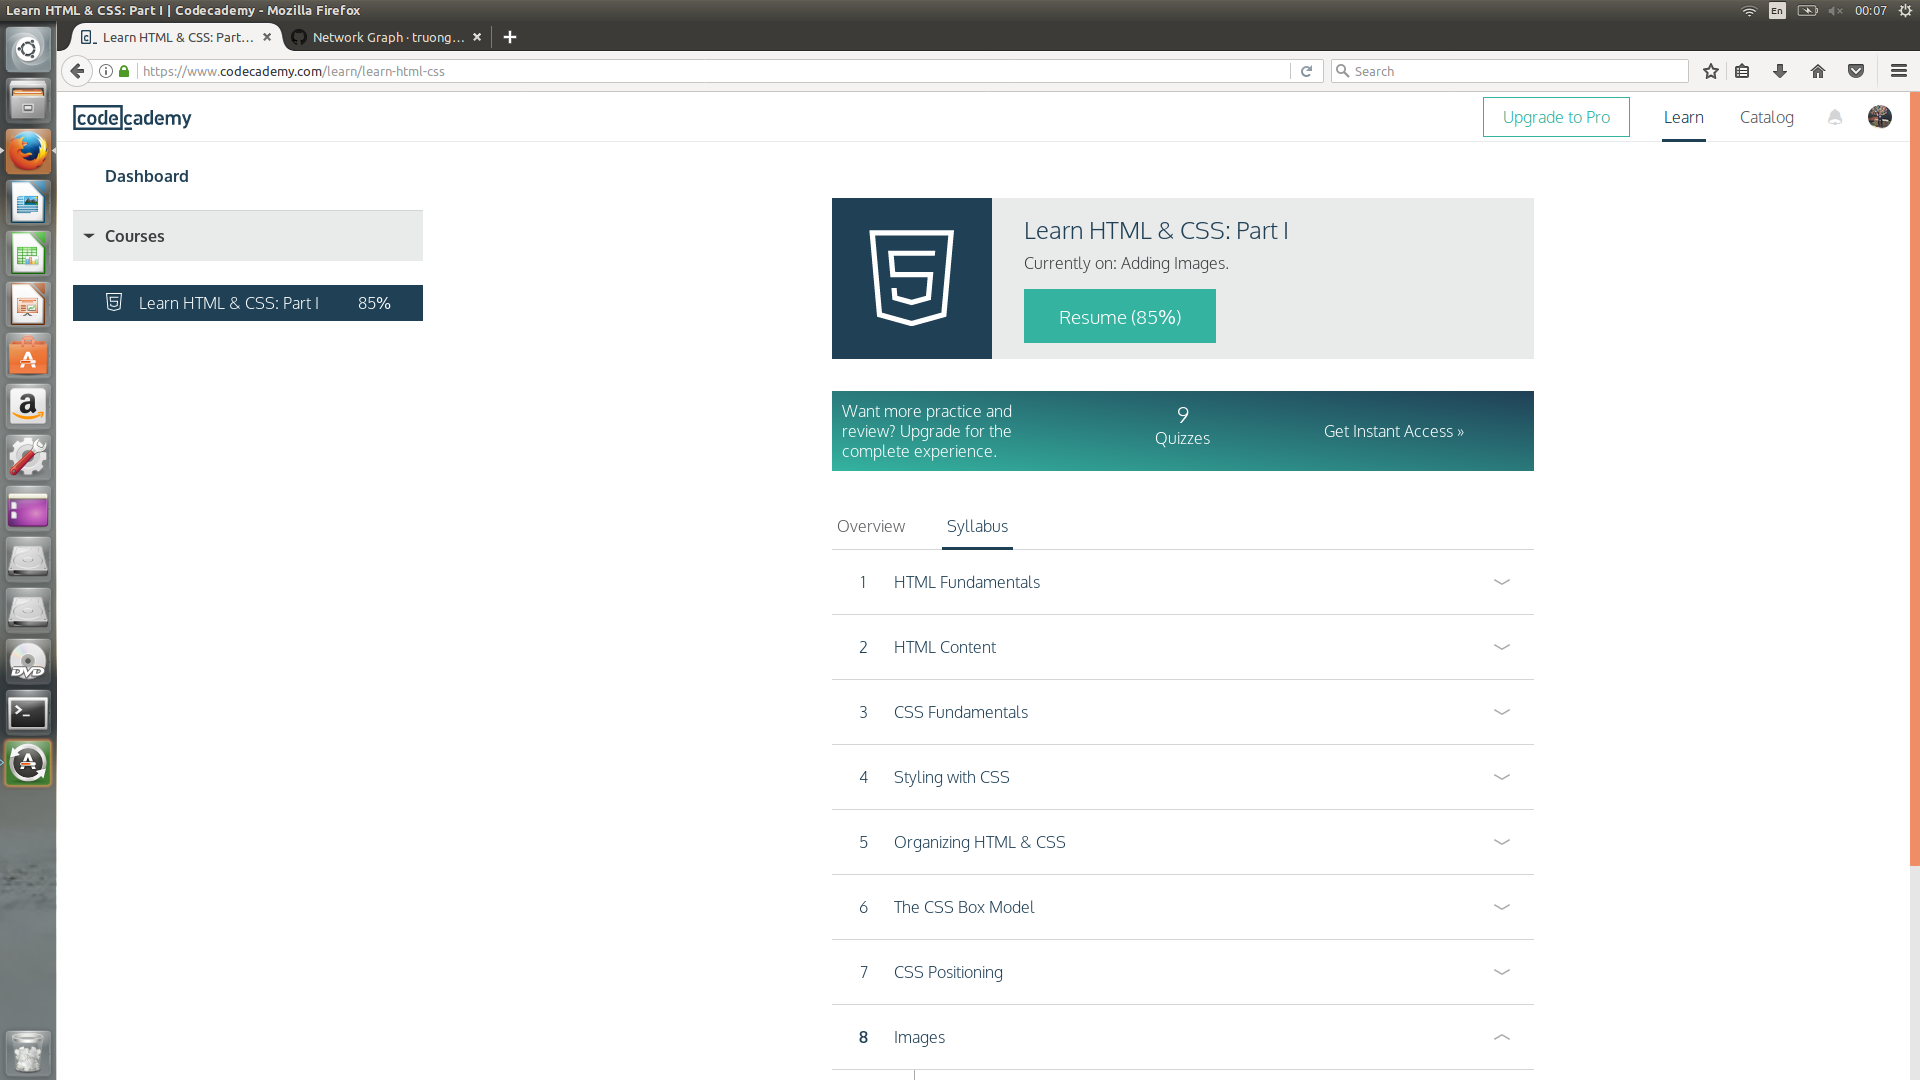 Learn HTML & CSS: Part I | Codecademy - Mozilla Firefox
En
00:07
Learn HTML & CSS: Part...
Network Graph · truong...
https://www.codecademy.com/learn/learn-html-css
Search
codecademy
Upgrade to Pro
Learn
Catalog
Dashboard
Courses
Learn HTML & CSS: Part I 85%
Learn HTML & CSS: Part I
Currently on: Adding Images.
Resume (85%)
Want more practice and
review? Upgrade for the
complete experience.
9
Quizzes
Get Instant Access »
Overview
Syllabus
1 HTML Fundamentals
2 HTML Content
3 CSS Fundamentals
4 Styling with CSS
5 Organizing HTML & CSS
6 The CSS Box Model
7 CSS Positioning
8 Images
DVD